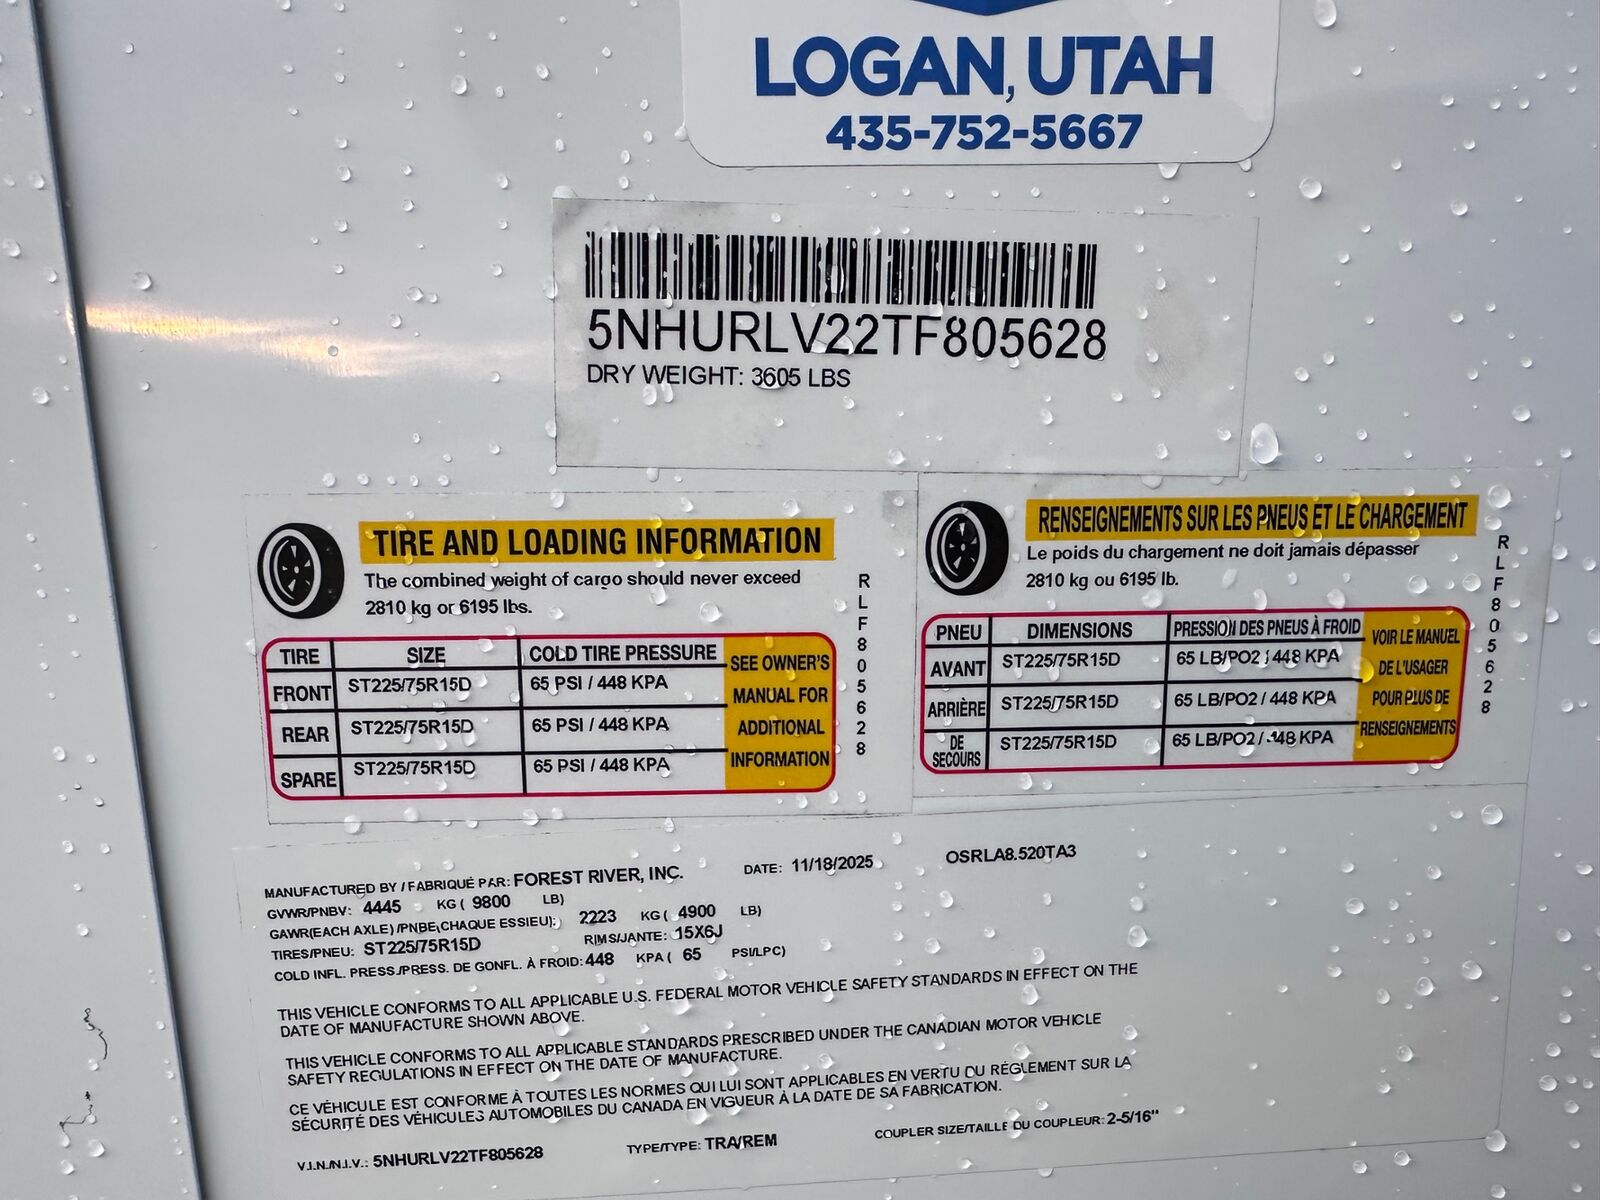 LOGAN, UTAH
435-752-5667
5NHURLV22TF805628
DRY WEIGHT: 3605 LBS
TIRE AND LOADING INFORMATION
The combined weight of cargo should never exceed
2810 kg or 6195 lbs.
TIRE SIZE COLD TIRE PRESSURE
FRONT ST225/75R15D 65 PSI / 448 KPA
REAR ST225/75R15D 65 PSI / 448 KPA
SPARE ST225/75R15D 65 PSI / 448 KPA
SEE OWNER'S
MANUAL FOR
ADDITIONAL
INFORMATION
RLF805628
RENSEIGNEMENTS SUR LES PNEUS ET LE CHARGEMENT
Le poids du chargement ne doit jamais dépasser
2810 kg ou 6195 lb.
PNEU DIMENSIONS PRESSION DES PNEUS À FROID
AVANT ST225/75R15D 65 LB/PO2 / 448 KPA
ARRIÈRE ST225/75R15D 65 LB/PO2 / 448 KPA
DE
SECOURS ST225/75R15D 65 LB/PO2 / 448 KPA
VOIR LE MANUEL
DE L'USAGER
POUR PLUS DE
RENSEIGNEMENTS
RLF805628
MANUFACTURED BY / FABRIQUÉ PAR: FOREST RIVER, INC. DATE: 11/18/2025 OSRLA8.520TA3
GVWR/PNBV: 4445 KG ( 9800 LB)
GAWR(EACH AXLE) /PNBE(CHAQUE ESSIEU): 2223 KG ( 4900 LB)
TIRES/PNEU: ST225/75R15D RIMS/JANTE: 15X6J
COLD INFL. PRESS./PRESS. DE GONFL. À FROID: 448 KPA ( 65 PSI/LPC)
THIS VEHICLE CONFORMS TO ALL APPLICABLE U.S. FEDERAL MOTOR VEHICLE SAFETY STANDARDS IN EFFECT ON THE
DATE OF MANUFACTURE SHOWN ABOVE.
THIS VEHICLE CONFORMS TO ALL APPLICABLE STANDARDS PRESCRIBED UNDER THE CANADIAN MOTOR VEHICLE
SAFETY REGULATIONS IN EFFECT ON THE DATE OF MANUFACTURE.
CE VÉHICULE EST CONFORME À TOUTES LES NORMES QUI LUI SONT APPLICABLES EN VERTU DU RÈGLEMENT SUR LA
SÉCURITÉ DES VÉHICULES AUTOMOBILES DU CANADA EN VIGUEUR À LA DATE DE SA FABRICATION.
V.I.N./N.I.V.: 5NHURLV22TF805628 TYPE/TYPE: TRA/REM COUPLER SIZE/TAILLE DU COUPLEUR: 2-5/16"